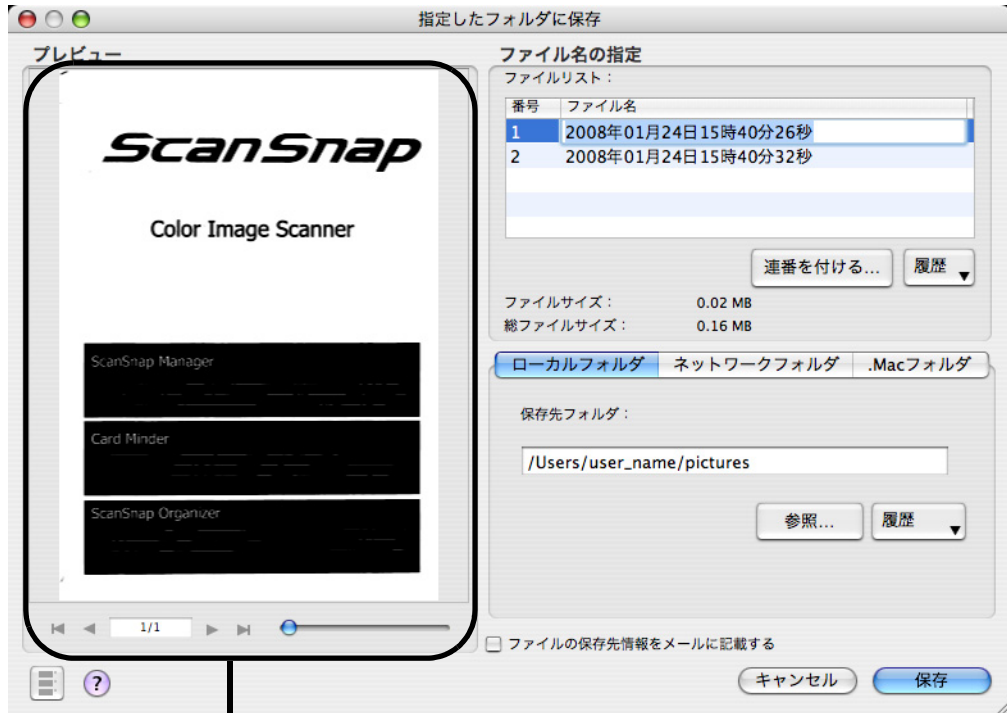 指定したフォルダに保存
プレビュー
ScanSnap
Color Image Scanner
ScanSnap Manager
Card Minder
ScanSnap Organizer
1/1
?
ファイル名の指定
ファイルリスト：
番号 ファイル名
1 2008年01月24日15時40分26秒
2 2008年01月24日15時40分32秒
連番を付ける... 履歴
ファイルサイズ： 0.02 MB
総ファイルサイズ： 0.16 MB
ローカルフォルダ ネットワークフォルダ .Macフォルダ
保存先フォルダ：
/Users/user_name/pictures
参照... 履歴
ファイルの保存先情報をメールに記載する
キャンセル 保存